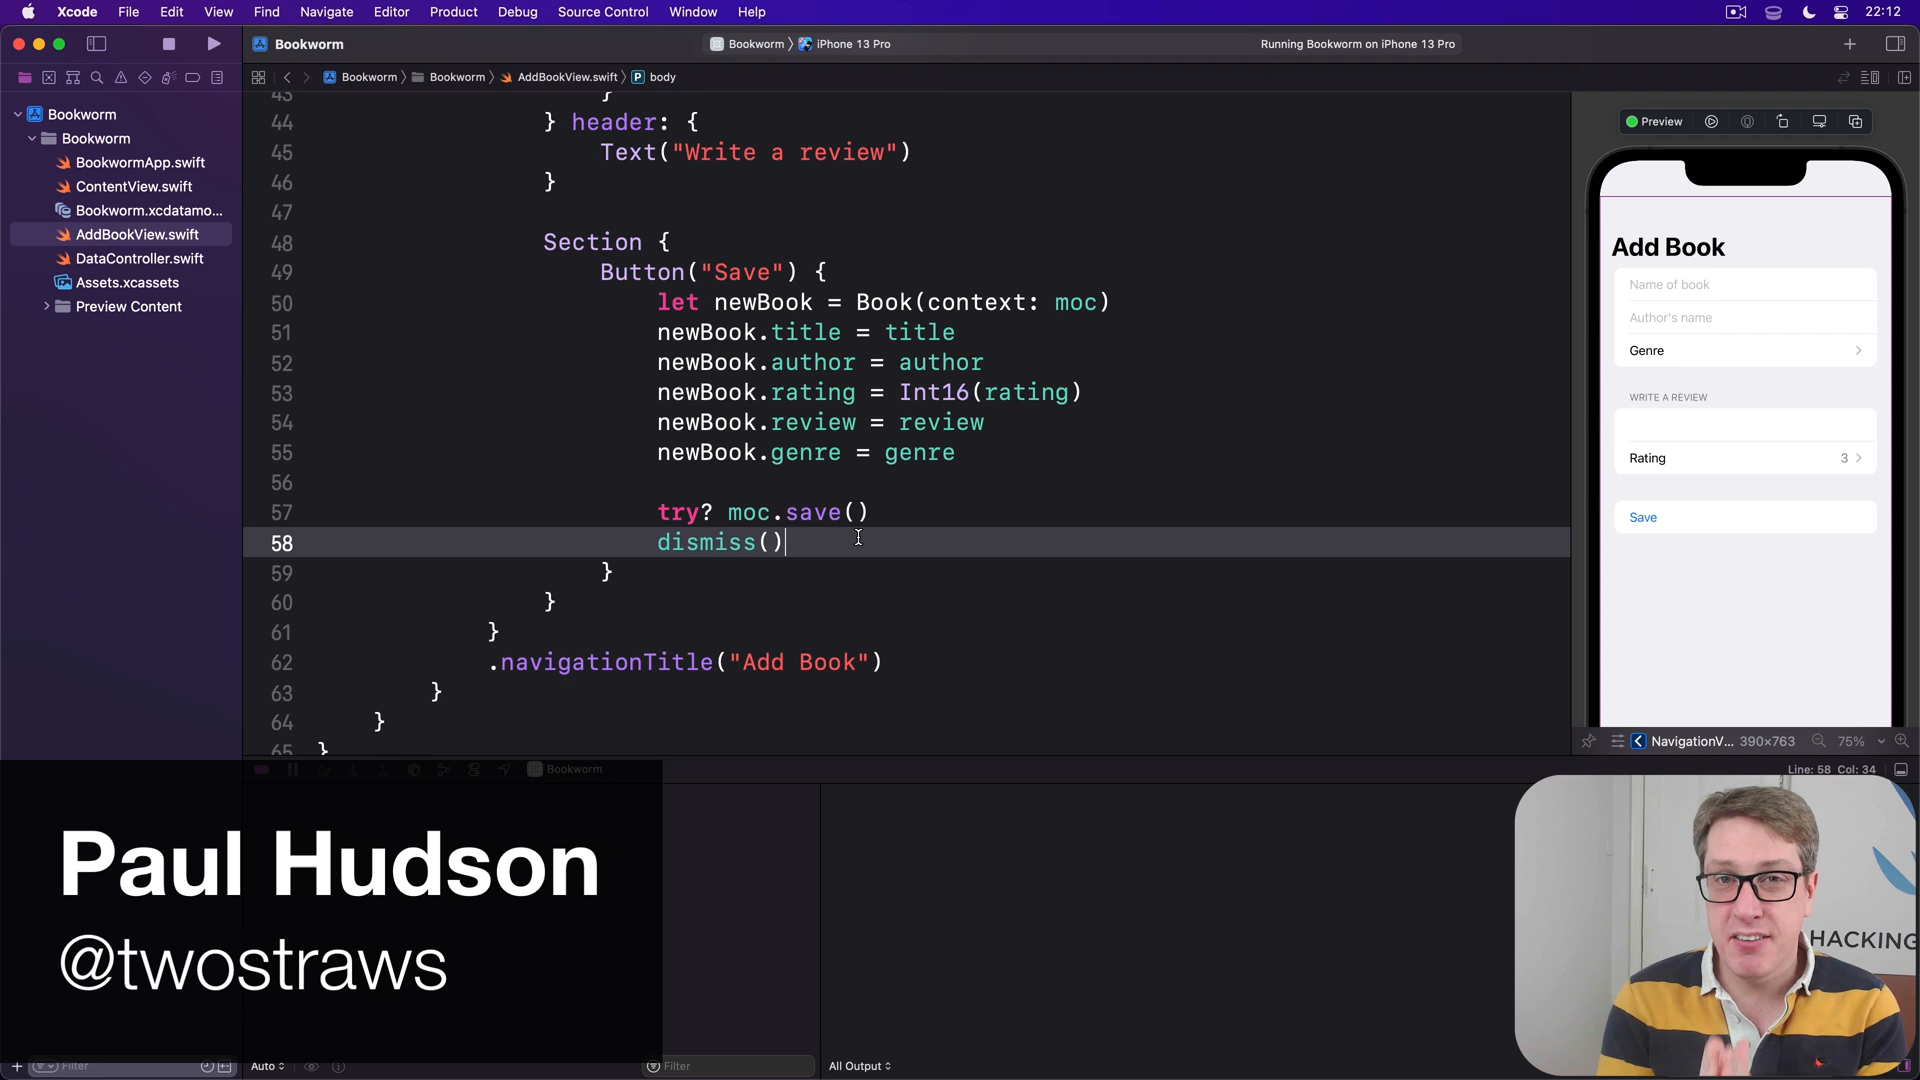 Xcode File Edit View Find Navigate Editor Product Debug Source Control Window Help 22:12
Bookworm Bookworm iPhone 13 Pro Running Bookworm on iPhone 13 Pro
Bookworm Bookworm AddBookView.swift P body
Bookworm
Bookworm
BookwormApp.swift
ContentView.swift
Bookworm.xcdatamo...
AddBookView.swift
DataController.swift
Assets.xcassets
Preview Content
43 }
44 } header: {
45 Text("Write a review")
46 }
47
48 Section {
49 Button("Save") {
50 let newBook = Book(context: moc)
51 newBook.title = title
52 newBook.author = author
53 newBook.rating = Int16(rating)
54 newBook.review = review
55 newBook.genre = genre
56
57 try? moc.save()
58 dismiss()
59 }
60 }
61 }
62 .navigationTitle("Add Book")
63 }
64 }
65 }
Preview
Add Book
Name of book
Author's name
Genre
WRITE A REVIEW
Rating 3
Save
NavigationV... 390×763 75%
Bookworm Line: 58 Col: 34
Paul Hudson
@twostraws
HACKING
Filter Auto Filter All Output